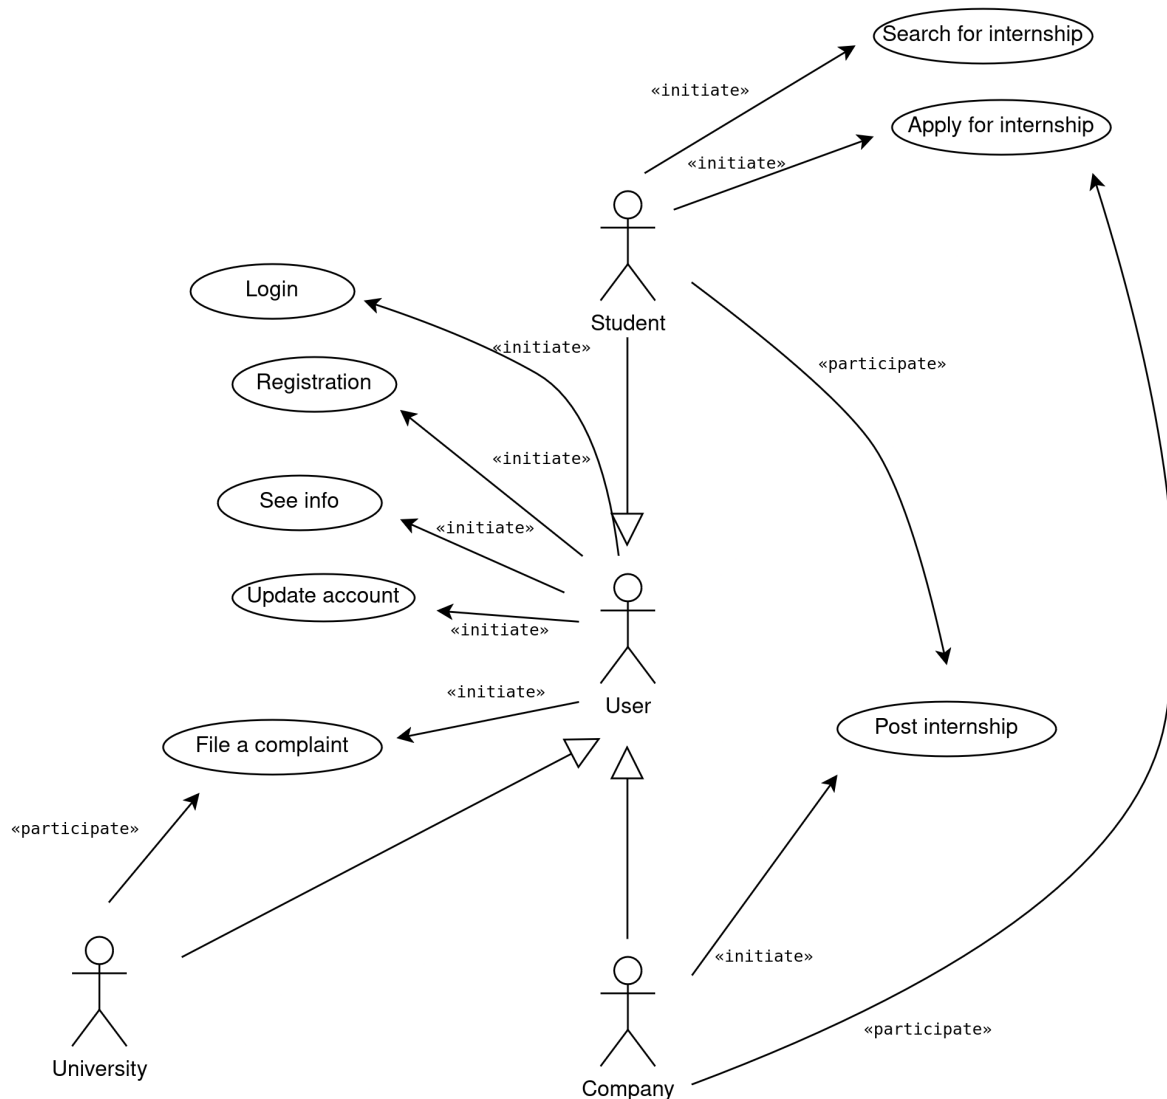 Search for internship
«initiate»
Apply for internship
«initiate»
Login
Student
«initiate»
«participate»
Registration
«initiate»
See info
«initiate»
Update account
«initiate»
«initiate»
User
Post internship
File a complaint
«participate»
«initiate»
«participate»
University
Company